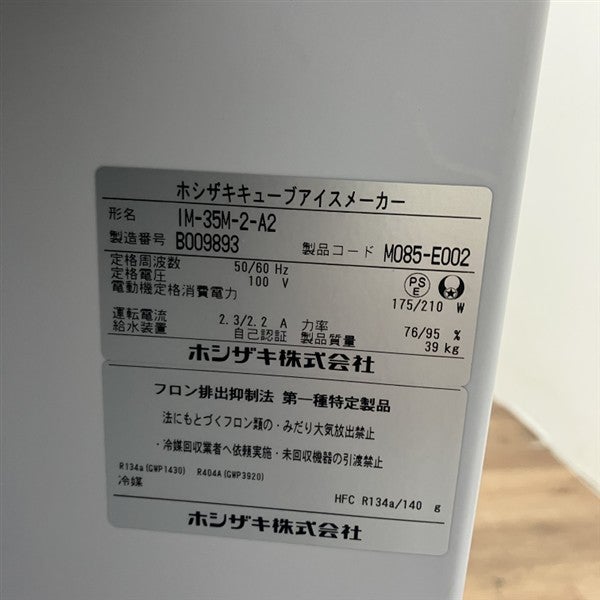 ホシザキキューブアイスメーカー
形名 IM-35M-2-A2
製造番号 B009893 製品コード M085-E002
定格周波数 50/60 Hz
定格電圧 100 V
PS E
電動機定格消費電力 175/210 W
運転電流 2.3/2.2 A 力率 76/95 %
給水装置 自己認証 製品質量 39 kg
ホシザキ株式会社
フロン排出抑制法 第一種特定製品
法にもとづくフロン類の・みだり大気放出禁止
・冷媒回収業者へ依頼実施・未回収機器の引渡禁止
R134a(GWP1430) R404A(GWP3920)
冷媒 HFC R134a/140 g
ホシザキ株式会社